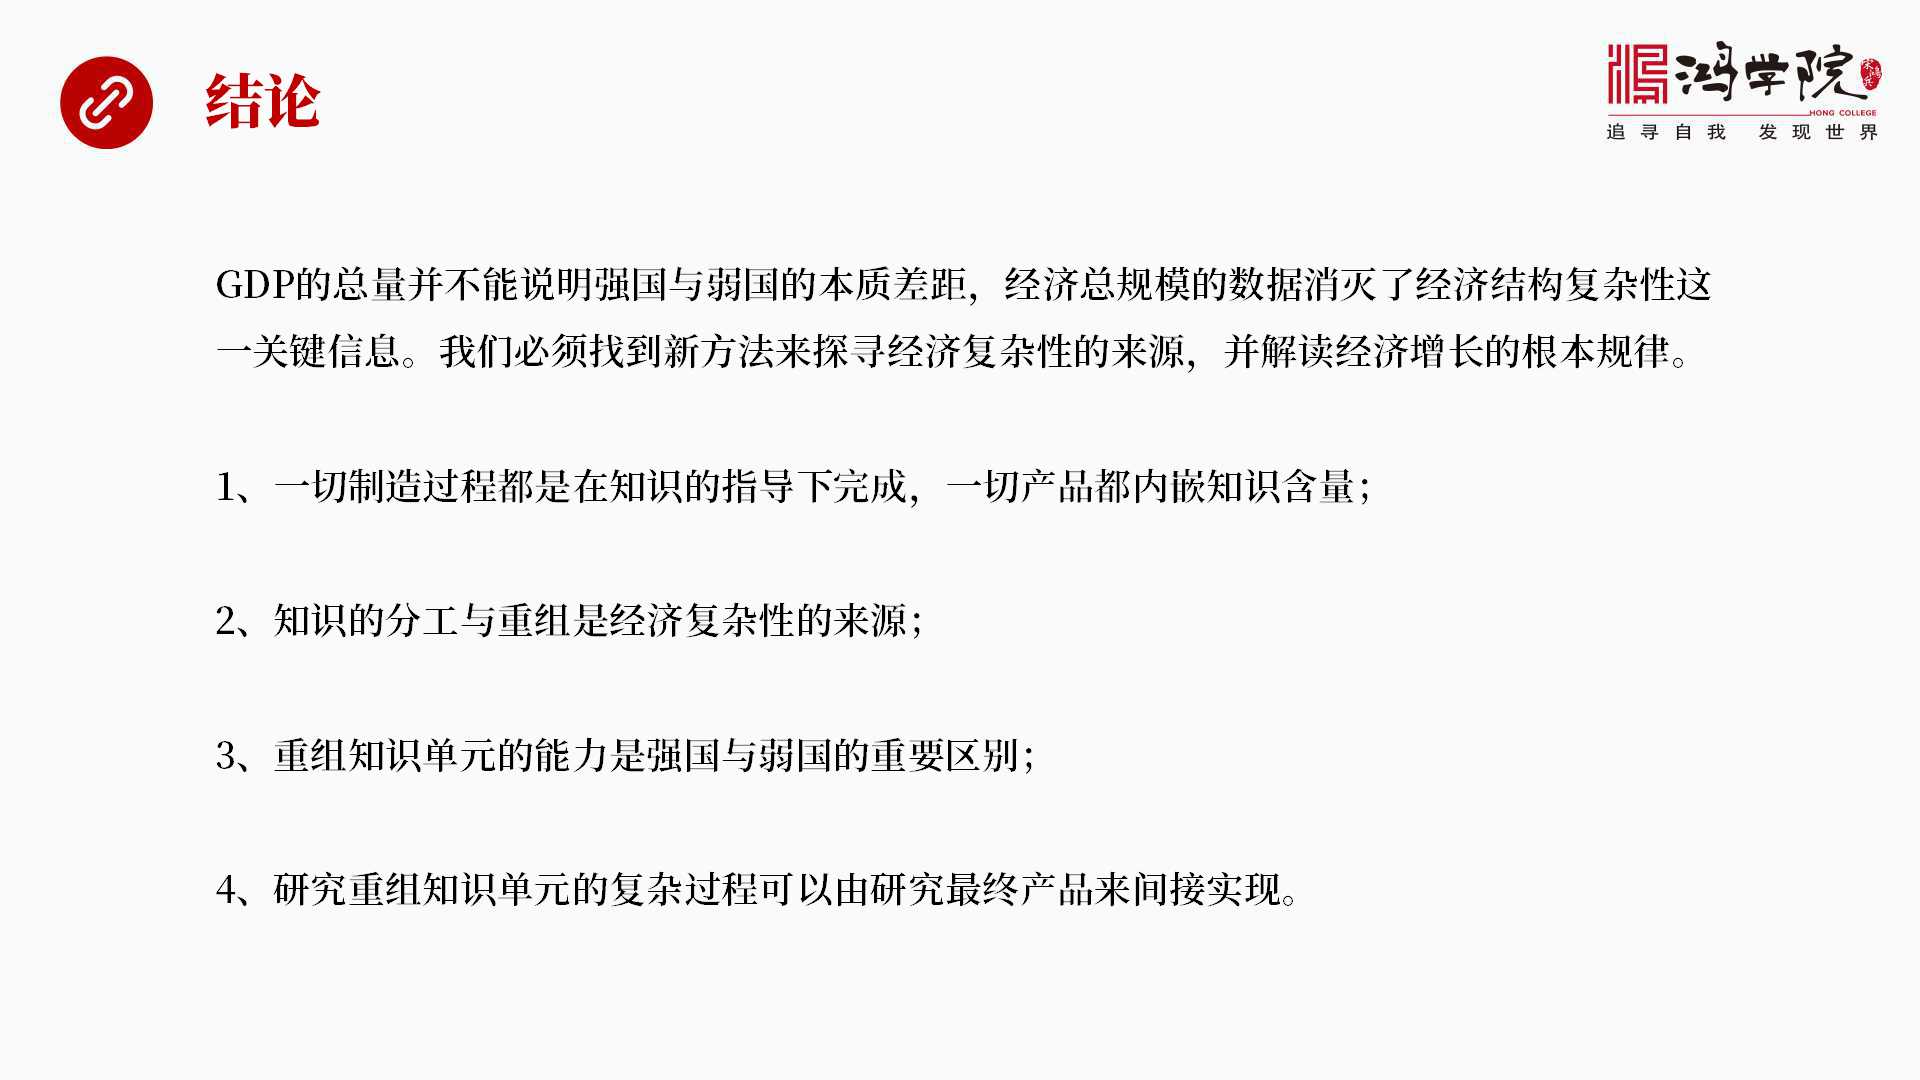 结论
鸿学院
宋鸿兵
HONG COLLEGE
追寻自我 发现世界
GDP的总量并不能说明强国与弱国的本质差距，经济总规模的数据消灭了经济结构复杂性这
一关键信息。我们必须找到新方法来探寻经济复杂性的来源，并解读经济增长的根本规律。
1、一切制造过程都是在知识的指导下完成，一切产品都内嵌知识含量；
2、知识的分工与重组是经济复杂性的来源；
3、重组知识单元的能力是强国与弱国的重要区别；
4、研究重组知识单元的复杂过程可以由研究最终产品来间接实现。